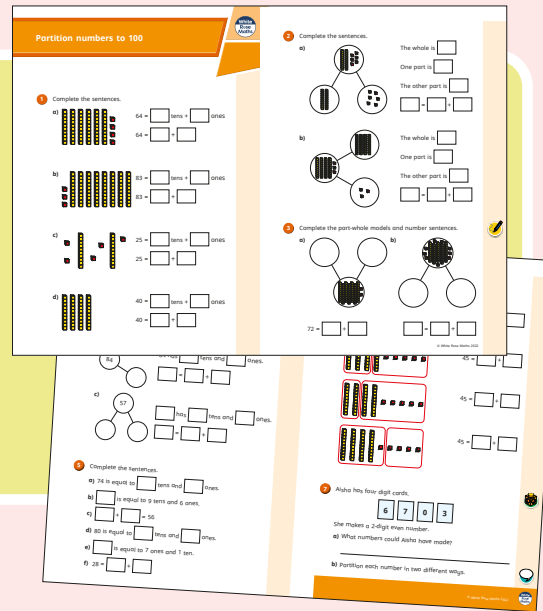 Partition numbers to 100
White
Rose
Maths
1 Complete the sentences.
a)
64 = tens + ones
64 = +
b)
83 = tens + ones
83 = +
c)
25 = tens + ones
25 = +
d)
40 = tens + ones
40 = +
2 Complete the sentences.
a)
The whole is
One part is
The other part is
= +
b)
The whole is
One part is
The other part is
= +
3 Complete the part-whole models and number sentences.
a)
b)
72 = +
= +
© White Rose Maths 2022
84
tens and ones.
= +
c)
57
has tens and ones.
= +
5 Complete the sentences.
a) 74 is equal to tens and ones.
b) is equal to 9 tens and 6 ones.
c) + = 56
d) 80 is equal to tens and ones.
e) is equal to 7 ones and 1 ten.
f) 28 = +
45 = +
45 = +
45 = +
7 Aisha has four digit cards.
6 7 0 3
She makes a 2-digit even number.
a) What numbers could Aisha have made?
b) Partition each number in two different ways.